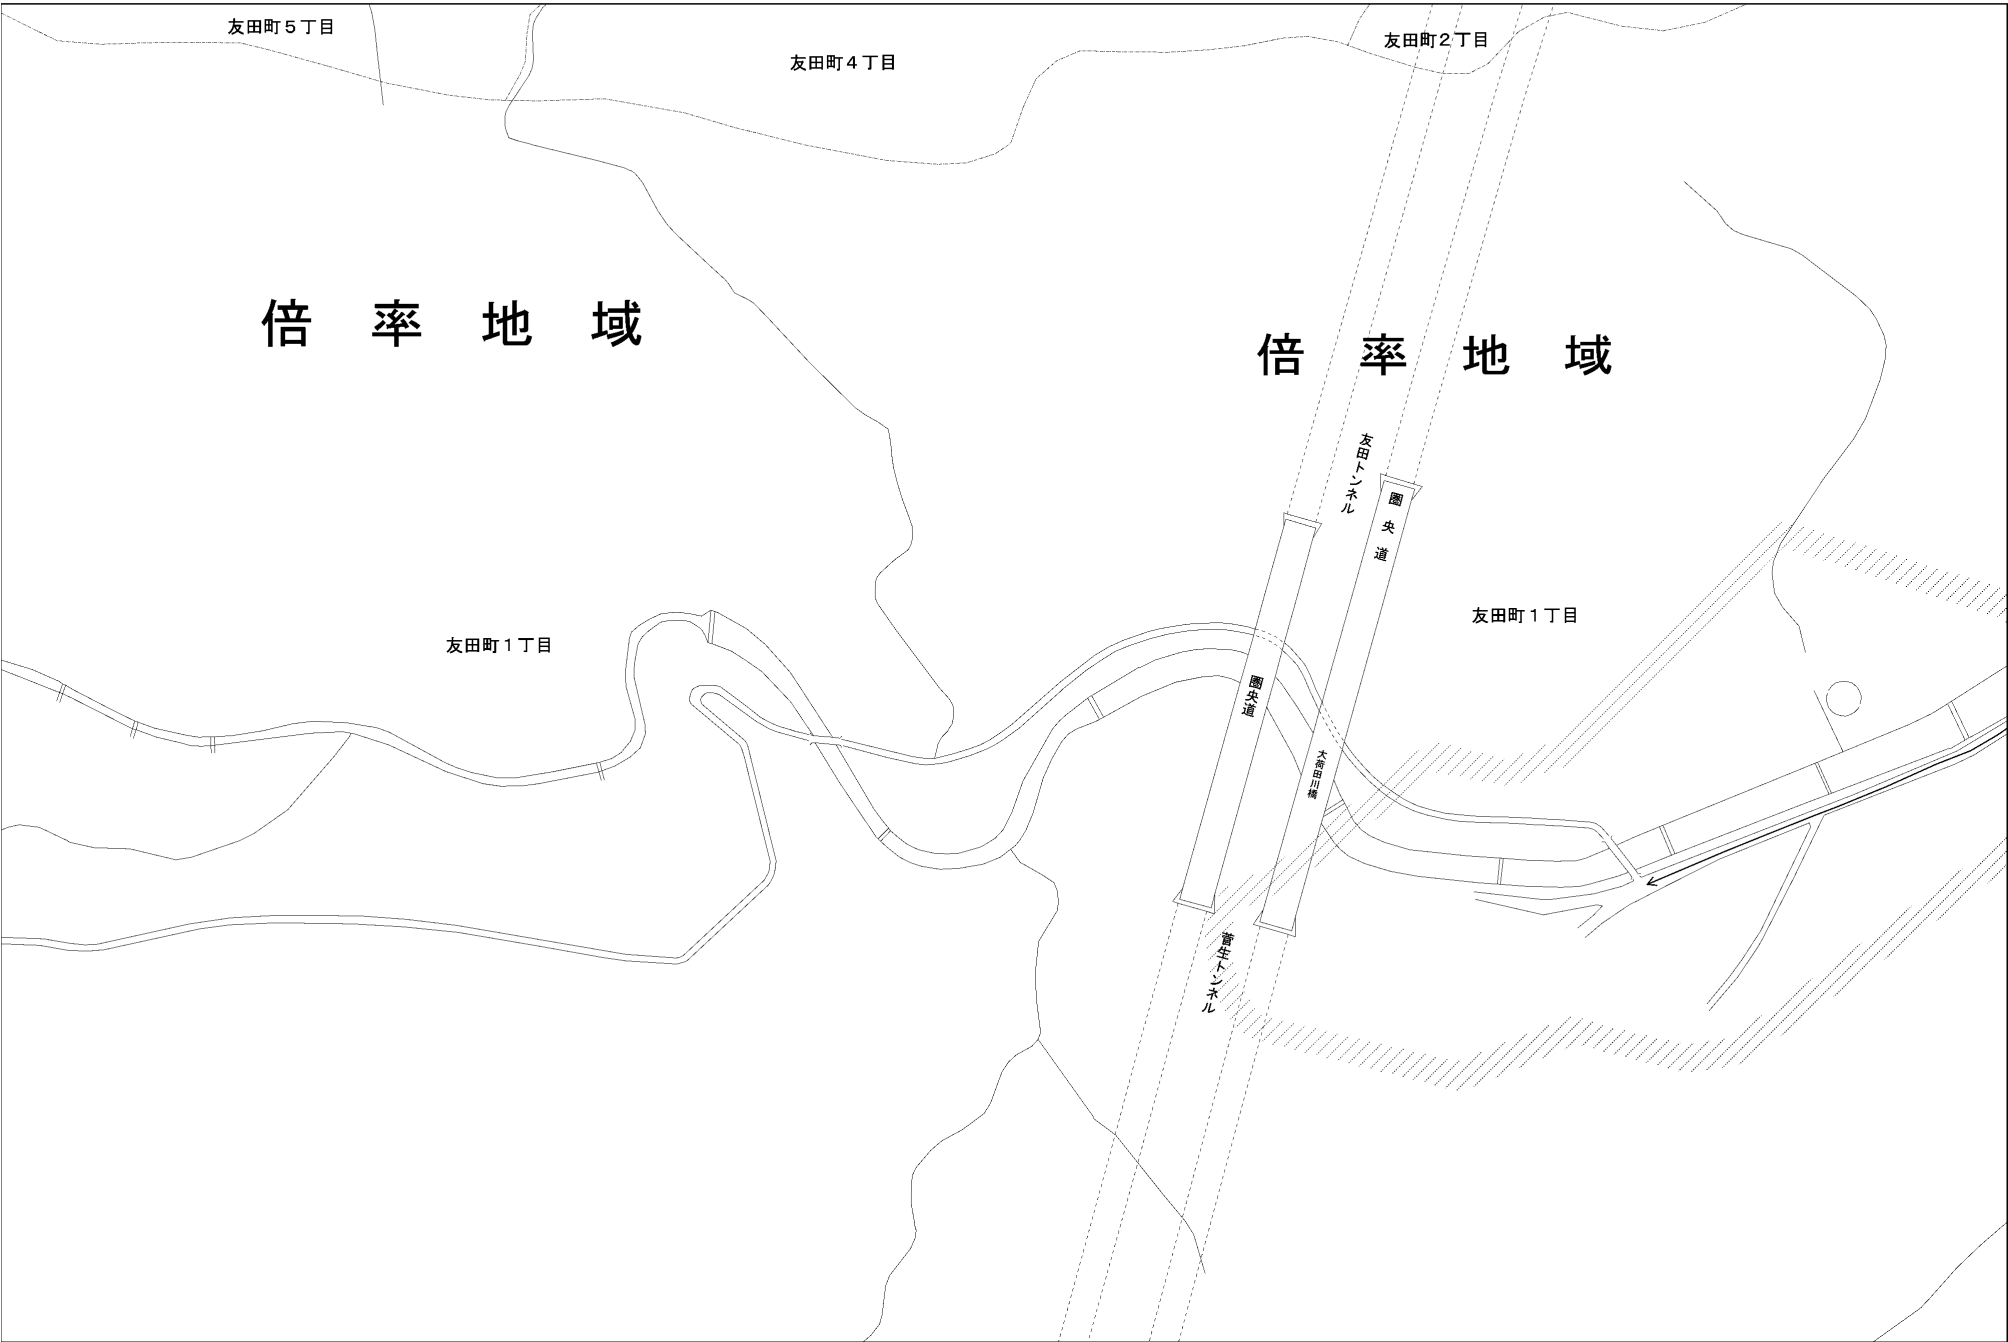 友田町５丁目
友田町４丁目
友田町２丁目
倍率地域
倍率地域
友田トンネル
圏央道
友田町１丁目
友田町１丁目
圏央道
大荷田川橋
菅生トンネル